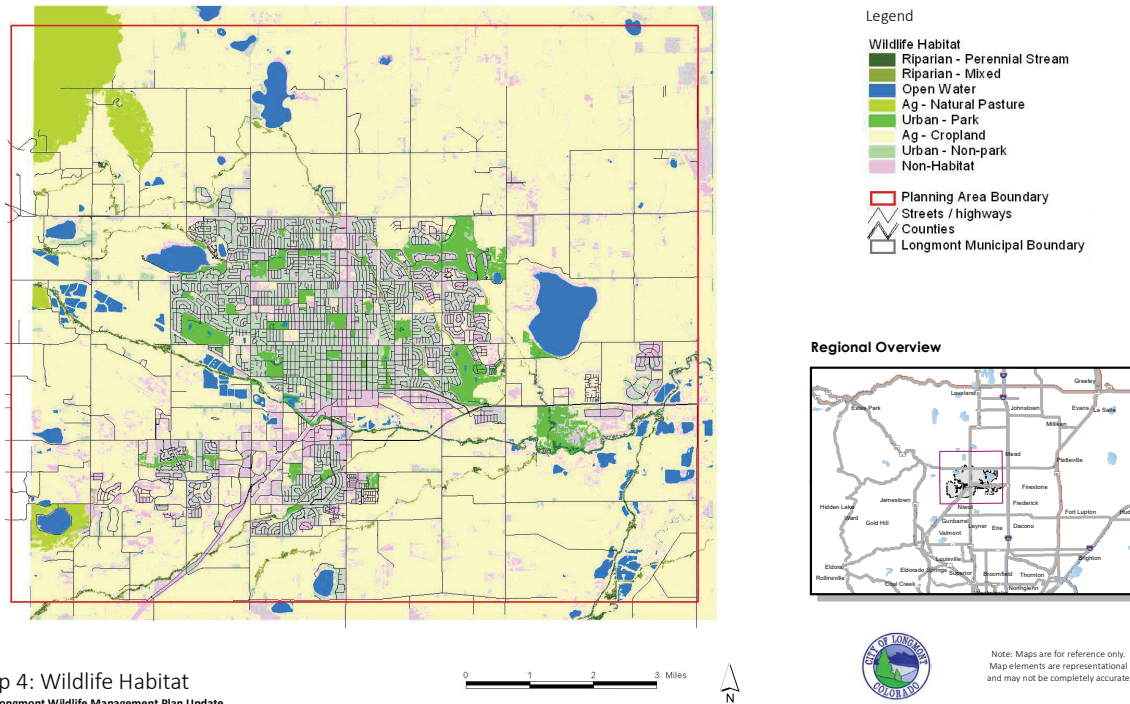 Legend
Wildlife Habitat
Riparian - Perennial Stream
Riparian - Mixed
Open Water
Ag - Natural Pasture
Urban - Park
Ag - Cropland
Urban - Non-park
Non-Habitat
Planning Area Boundary
Streets / highways
Counties
Longmont Municipal Boundary
Regional Overview
Greeley
Loveland
Estes Park
Johnstown
Evans
La Salle
Milliken
Mead
Platteville
Firestone
Jamestown
Frederick
Hidden Lake
Niwot
Fort Lupton
Ward
Gold Hill
Gunbarrel
Leyner
Erie
Dacono
Valmont
Louisville
Brighton
Eldora
Eldorado Springs
Superior
Broomfield
Thornton
Rollinsville
Coal Creek
Northglenn
CITY OF LONGMONT
COLORADO
Note: Maps are for reference only.
Map elements are representational
and may not be completely accurate
p 4: Wildlife Habitat
ongmont Wildlife Management Plan Update
0 1 2 3 Miles
N